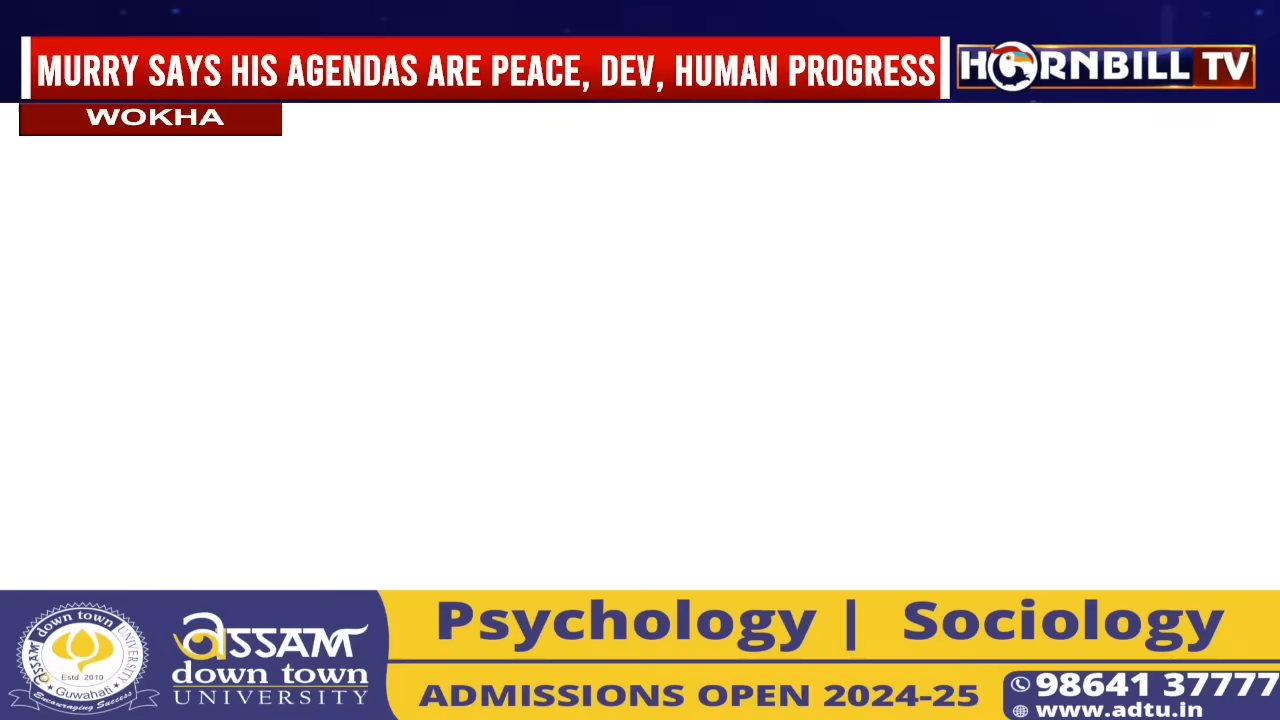 MURRY SAYS HIS AGENDAS ARE PEACE, DEV, HUMAN PROGRESS
HORNBILL TV
WOKHA
Psychology | Sociology
assam down town UNIVERSITY
Estd. 2010
Guwahati
Encouraging Success
অssam
down town
UNIVERSITY
ADMISSIONS OPEN 2024-25
98641 37777
www.adtu.in